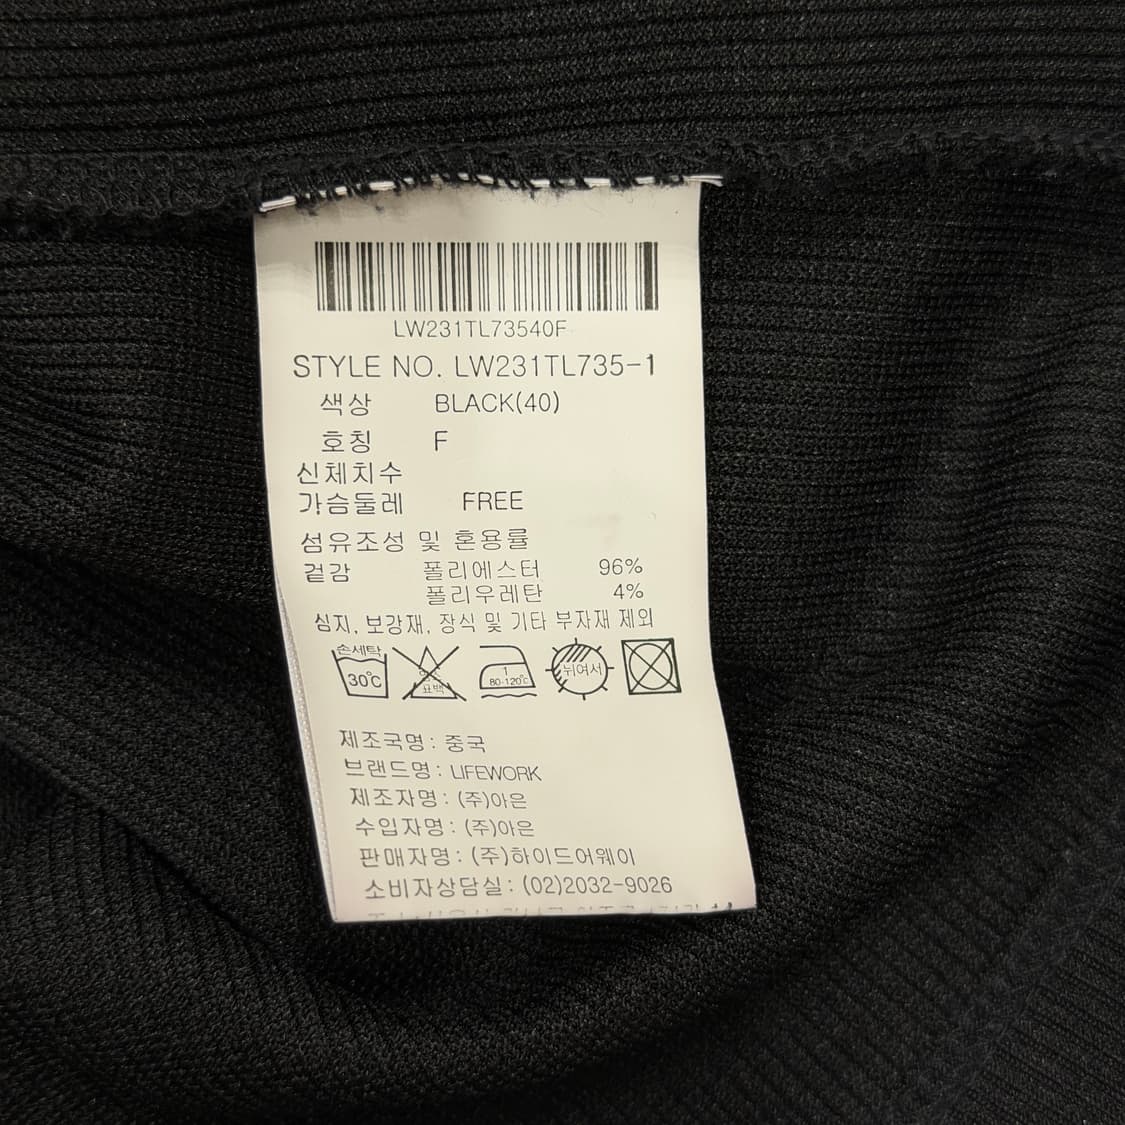 LW231TL73540F
STYLE NO. LW231TL735-1
색상 BLACK(40)
호칭 F
신체치수
가슴둘레 FREE
섬유조성 및 혼용률
겉감 폴리에스터 96%
폴리우레탄 4%
심지, 보강재, 장식 및 기타 부자재 제외
손세탁 30℃ 표백 1 80-120℃ 뉘여서
제조국명 : 중국
브랜드명 : LIFEWORK
제조자명 : (주)아은
수입자명 : (주)아은
판매자명 : (주)하이드어웨이
소비자상담실 : (02)2032-9026